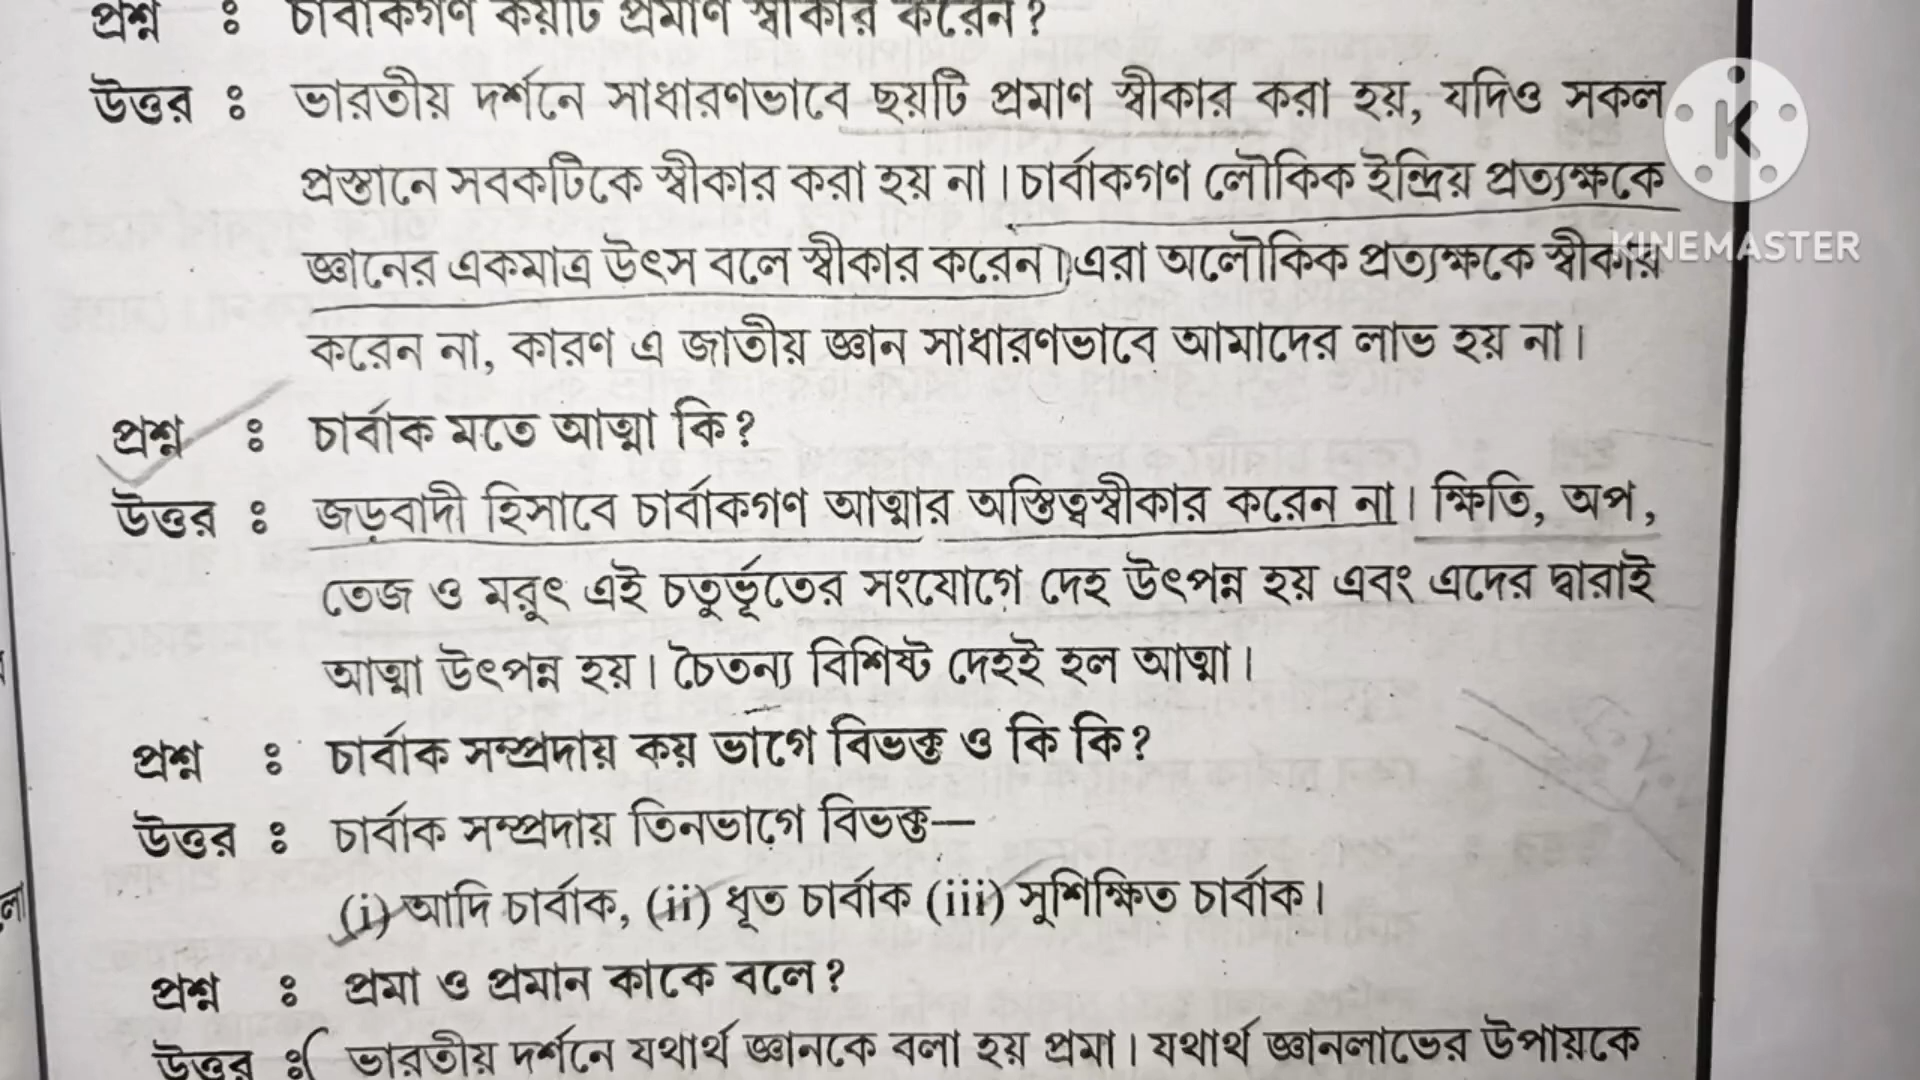 প্রশ্ন : চার্বাকগণ কয়টি প্রমাণ স্বীকার করেন?
উত্তর : ভারতীয় দর্শনে সাধারণভাবে ছয়টি প্রমাণ স্বীকার করা হয়, যদিও সকল
প্রস্তানে সবকটিকে স্বীকার করা হয় না। চার্বাকগণ লৌকিক ইন্দ্রিয় প্রত্যক্ষকে
জ্ঞানের একমাত্র উৎস বলে স্বীকার করেন। এরা অলৌকিক প্রত্যক্ষকে স্বীকার
করেন না, কারণ এ জাতীয় জ্ঞান সাধারণভাবে আমাদের লাভ হয় না।
প্রশ্ন : চার্বাক মতে আত্মা কি?
উত্তর : জড়বাদী হিসাবে চার্বাকগণ আত্মার অস্তিত্বস্বীকার করেন না। ক্ষিতি, অপ,
তেজ ও মরুৎ এই চতুর্ভূতের সংযোগে দেহ উৎপন্ন হয় এবং এদের দ্বারাই
আত্মা উৎপন্ন হয়। চৈতন্য বিশিষ্ট দেহই হল আত্মা।
প্রশ্ন : চার্বাক সম্প্রদায় কয় ভাগে বিভক্ত ও কি কি?
উত্তর : চার্বাক সম্প্রদায় তিনভাগে বিভক্ত—
(i) আদি চার্বাক, (ii) ধূত চার্বাক (iii) সুশিক্ষিত চার্বাক।
প্রশ্ন : প্রমা ও প্রমান কাকে বলে?
উত্তর : ভারতীয় দর্শনে যথার্থ জ্ঞানকে বলা হয় প্রমা। যথার্থ জ্ঞানলাভের উপায়কে
K
KINEMASTER